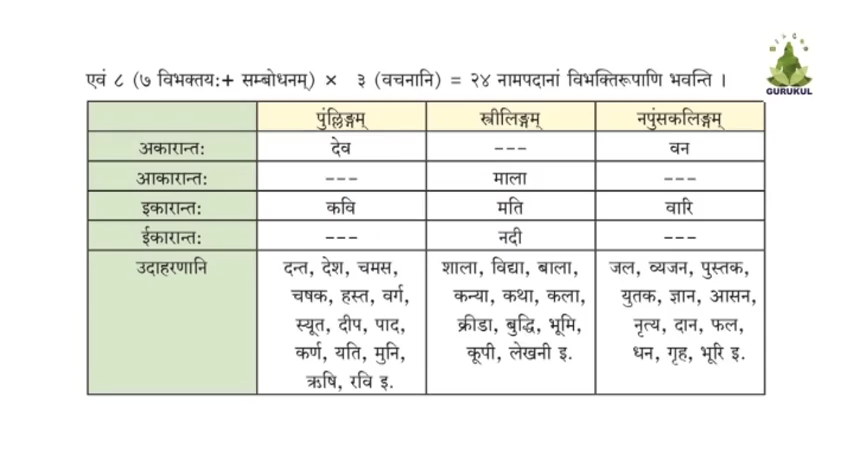 एवं ८ (७ विभक्तय:+ सम्बोधनम्) × ३ (वचनानि) = २४ नामपदानां विभक्तिरूपाणि भवन्ति ।
GURUKUL
पुंल्लिङ्गम् स्त्रीलिङ्गम् नपुंसकलिङ्गम्
अकारान्त: देव --- वन
आकारान्त: --- माला ---
इकारान्त: कवि मति वारि
ईकारान्त: --- नदी ---
उदाहरणानि दन्त, देश, चमस, शाला, विद्या, बाला, जल, व्यजन, पुस्तक,
चषक, हस्त, वर्ग, कन्या, कथा, कला, युतक, ज्ञान, आसन,
स्यूत, दीप, पाद, क्रीडा, बुद्धि, भूमि, नृत्य, दान, फल,
कर्ण, यति, मुनि, कूपी, लेखनी इ. धन, गृह, भूरि इ.
ऋषि, रवि इ.